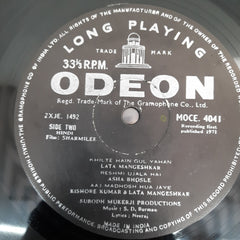 LONG PLAYING
TRADE MARK
33⅓ R.P.M.
ODEON
Regd. Trade-Mark of The Gramophone Co., Ltd.
2XJE. 1492
MOCE. 4041
SIDE TWO
Recording first
published 1971
HINDI
Film: SHARMILEE
KHILTE HAIN GUL YAHAN
LATA MANGESHKAR
RESHMI UJALA HAI
ASHA BHOSLE
AAJ MADHOSH HUA JAYE
KISHORE KUMAR & LATA MANGESHKAR
SUBODH MUKERJI PRODUCTIONS
Music : S. D. Burman
Lyrics : Neeraj
MADE IN INDIA